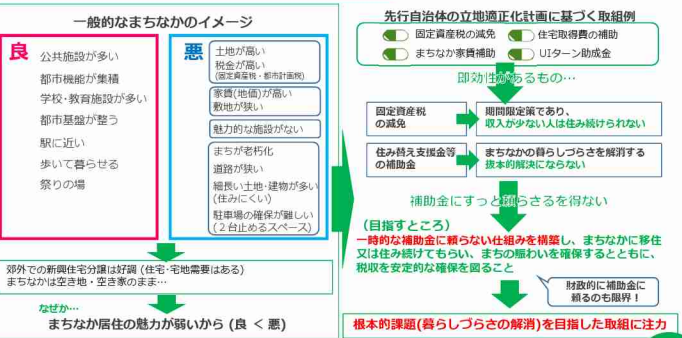 一般的なまちなかのイメージ
良
公共施設が多い
都市機能が集積
学校・教育施設が多い
都市基盤が整う
駅に近い
歩いて暮らせる
祭りの場
悪
土地が高い
税金が高い
(固定資産税・都市計画税)
家賃(地価)が高い
敷地が狭い
魅力的な施設がない
まちが老朽化
道路が狭い
細長い土地・建物が多い
(住みにくい)
駐車場の確保が難しい
(2台止めるスペース)
郊外での新興住宅分譲は好調 (住宅・宅地需要はある)
まちなかは空き地・空き家のまま…
なぜか…
まちなか居住の魅力が弱いから (良 < 悪)
先行自治体の立地適正化計画に基づく取組例
固定資産税の減免
住宅取得費の補助
まちなか家賃補助
UIターン助成金
即効性があるもの…
固定資産税
の減免
期間限定策であり、
収入が少ない人は住み続けられない
住み替え支援金等
の補助金
まちなかの暮らしづらさを解消する
抜本的解決にならない
補助金にずっと頼らさるを得ない
(目指すところ)
一時的な補助金に頼らない仕組みを構築し、まちなかに移住
又は住み続けてもらい、まちの賑わいを確保するとともに、
税収を安定的な確保を図ること
財政的に補助金に
頼るのも限界!
根本的課題(暮らしづらさの解消)を目指した取組に注力